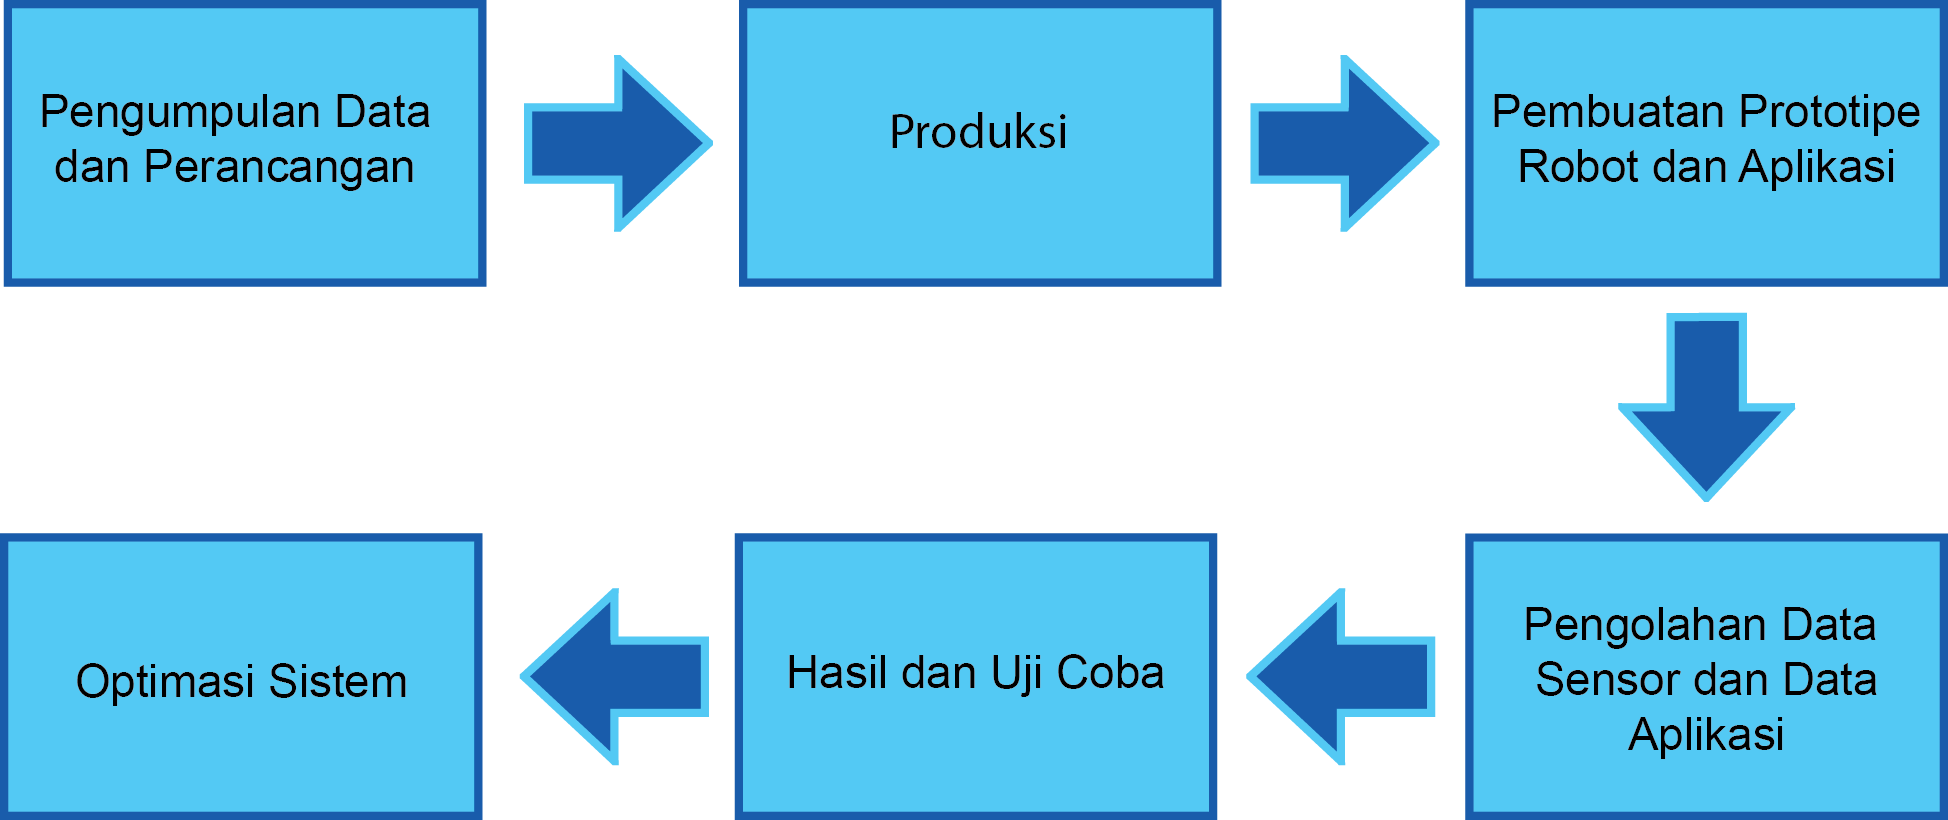 Pengumpulan Data
dan Perancangan
Produksi
Pembuatan Prototipe
Robot dan Aplikasi
Pengolahan Data
Sensor dan Data
Aplikasi
Hasil dan Uji Coba
Optimasi Sistem